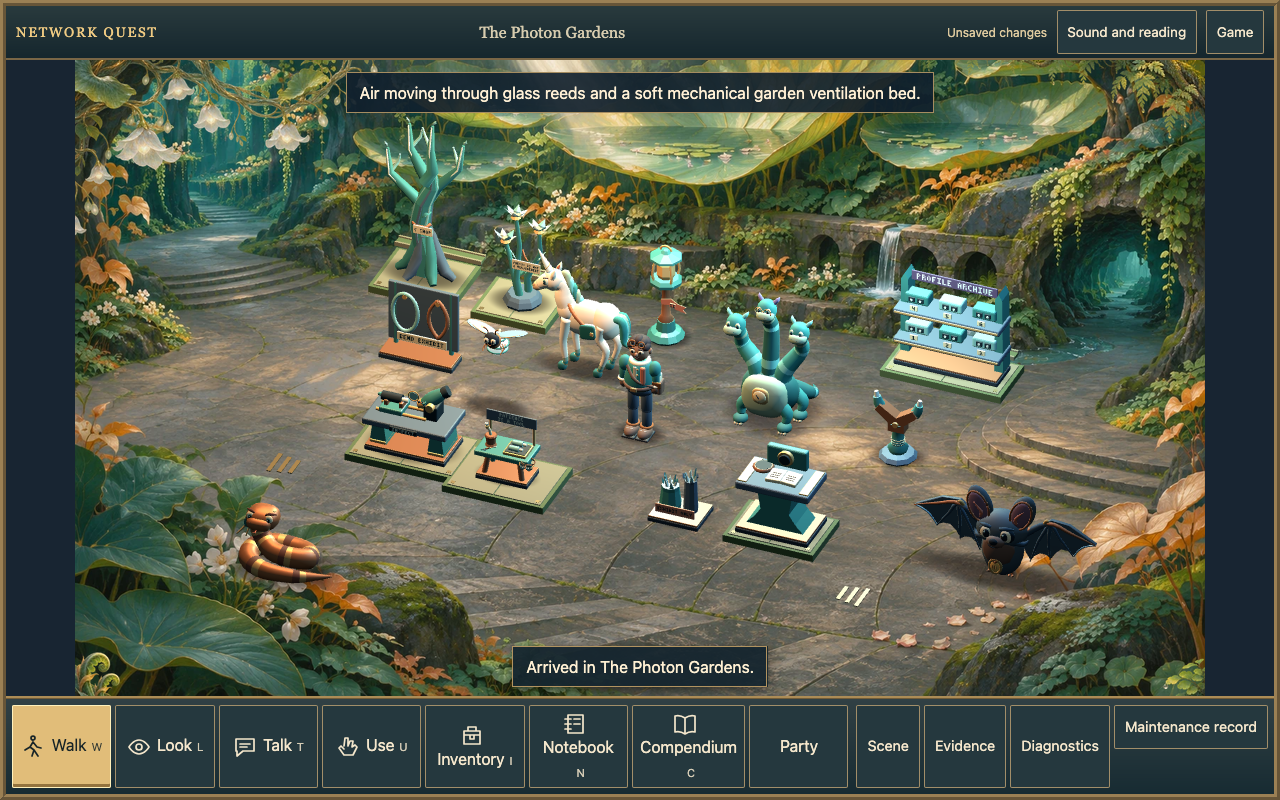 NETWORK QUEST
The Photon Gardens
Unsaved changes
Sound and reading
Game
Air moving through glass reeds and a soft mechanical garden ventilation bed.
PROFILE ARCHIVE
Arrived in The Photon Gardens.
Walk W
Look L
Talk T
Use U
Inventory I
Notebook N
Compendium C
Party
Scene
Evidence
Diagnostics
Maintenance record